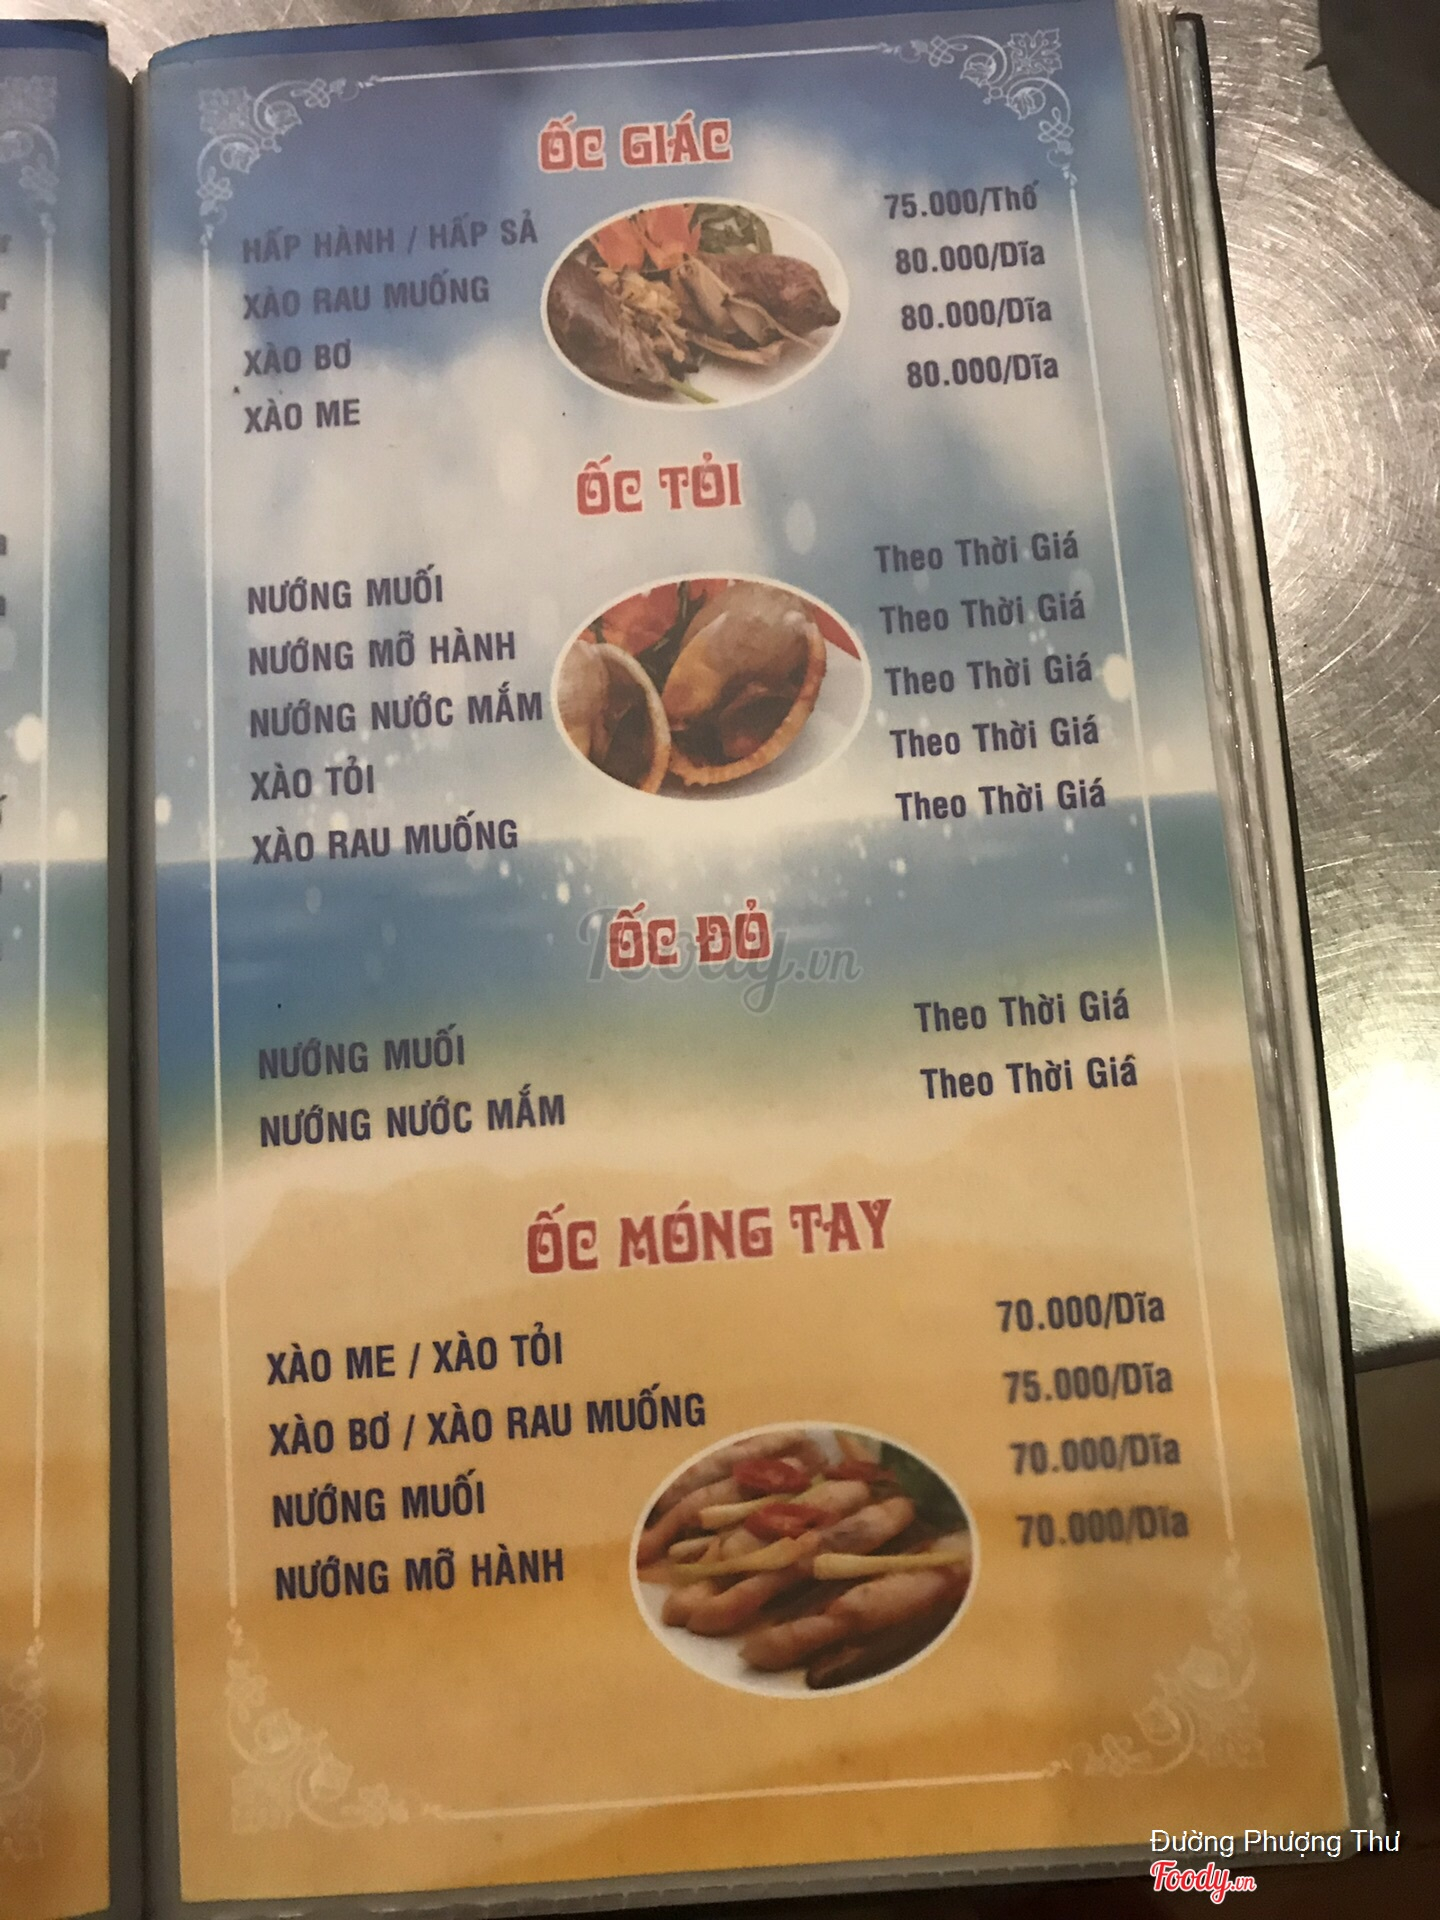 ỐC GIÁC
HẤP HÀNH / HẤP SẢ 75.000/Thố
XÀO RAU MUỐNG 80.000/Dĩa
XÀO BƠ 80.000/Dĩa
XÀO ME 80.000/Dĩa
ỐC TỎI
NƯỚNG MUỐI Theo Thời Giá
NƯỚNG MỠ HÀNH Theo Thời Giá
NƯỚNG NƯỚC MẮM Theo Thời Giá
XÀO TỎI Theo Thời Giá
XÀO RAU MUỐNG Theo Thời Giá
ỐC ĐỎ
Foody.vn
NƯỚNG MUỐI Theo Thời Giá
NƯỚNG NƯỚC MẮM Theo Thời Giá
ỐC MÓNG TAY
XÀO ME / XÀO TỎI 70.000/Dĩa
XÀO BƠ / XÀO RAU MUỐNG 75.000/Dĩa
NƯỚNG MUỐI 70.000/Dĩa
NƯỚNG MỠ HÀNH 70.000/Dĩa
Đường Phượng Thư
Foody.vn